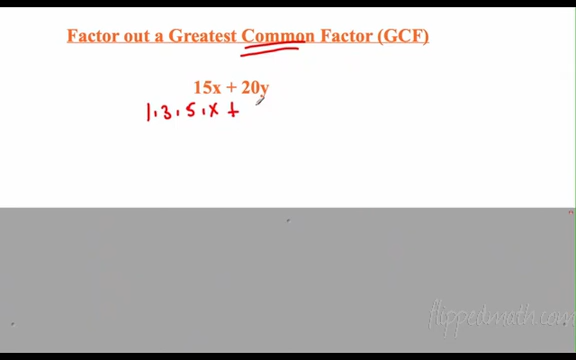 Factor out a Greatest Common Factor (GCF)
15x + 20y
1·3·5·x +
flippedmath.com